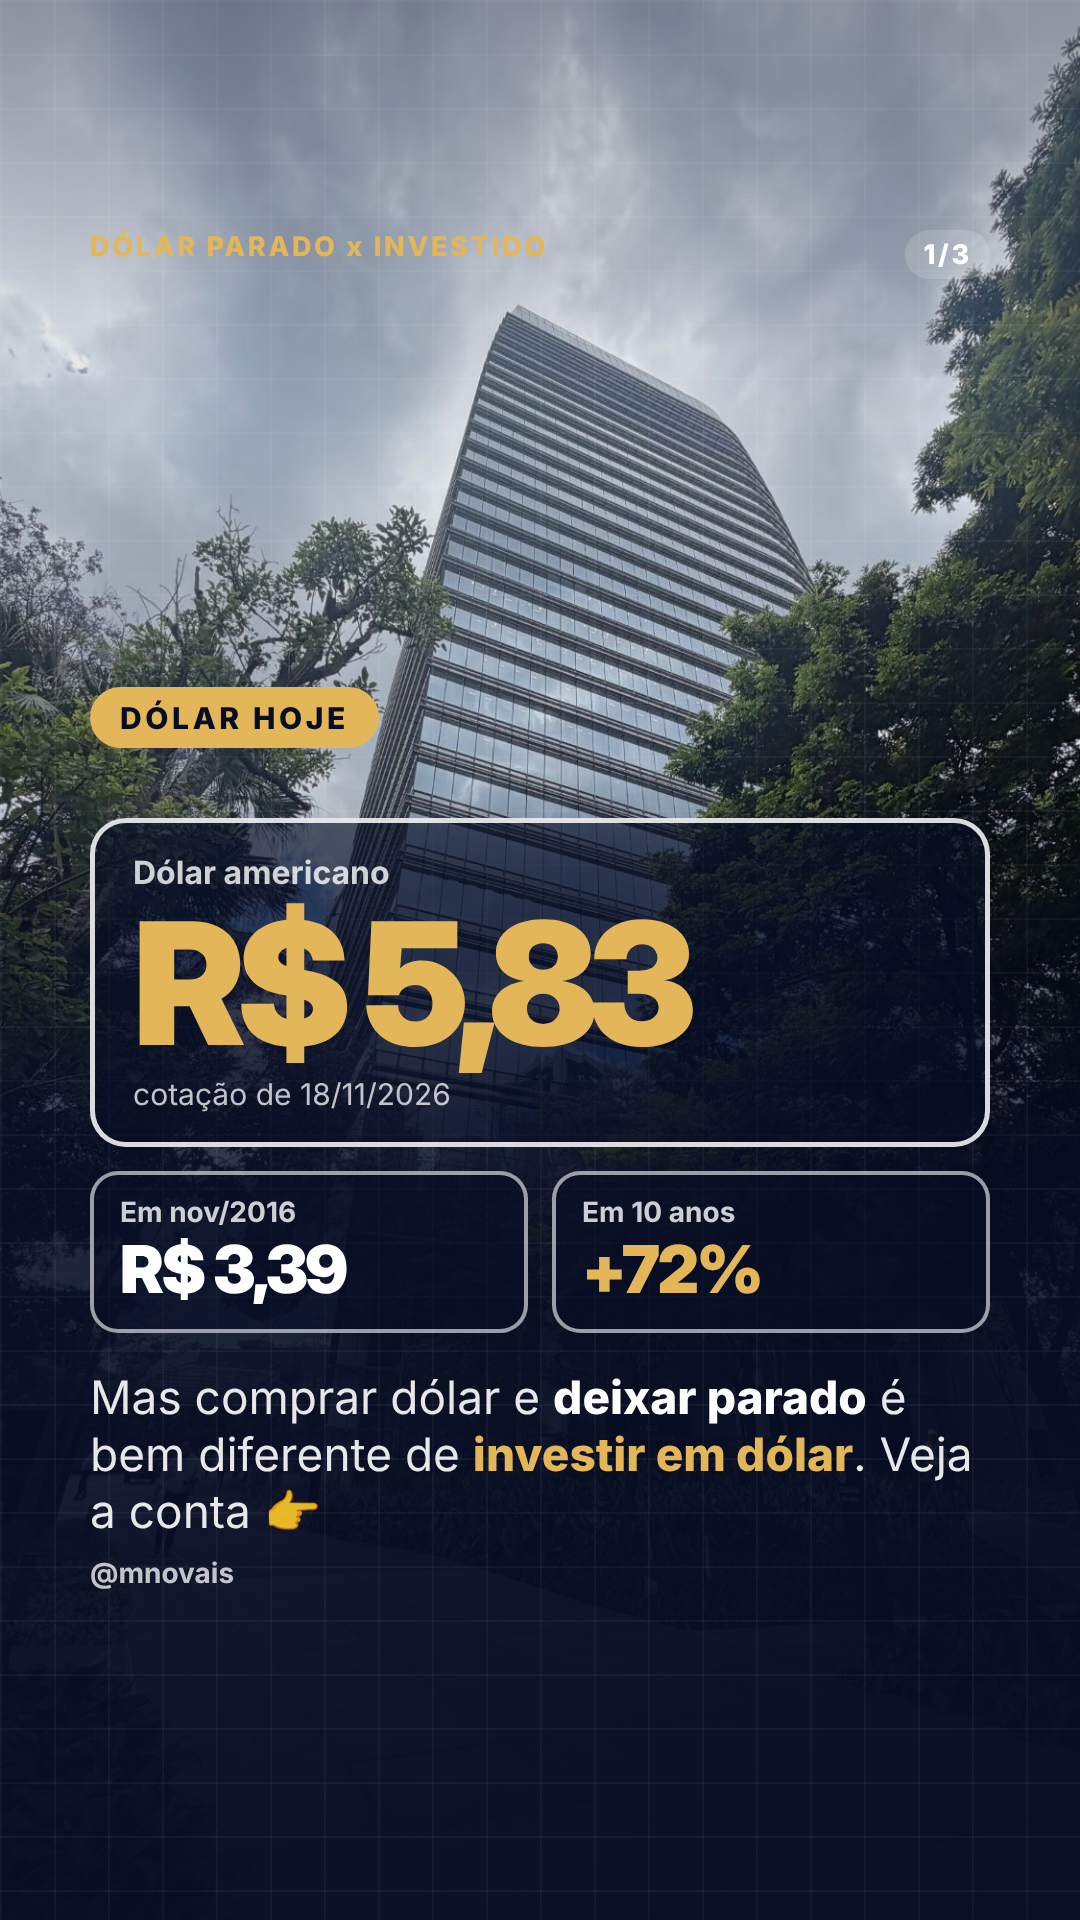 DÓLAR PARADO x INVESTIDO
1/3
DÓLAR HOJE
Dólar americano
R$ 5,83
cotação de 18/11/2026
Em nov/2016
R$ 3,39
Em 10 anos
+72%
Mas comprar dólar e deixar parado é
bem diferente de investir em dólar. Veja
a conta 👉
@mnovais